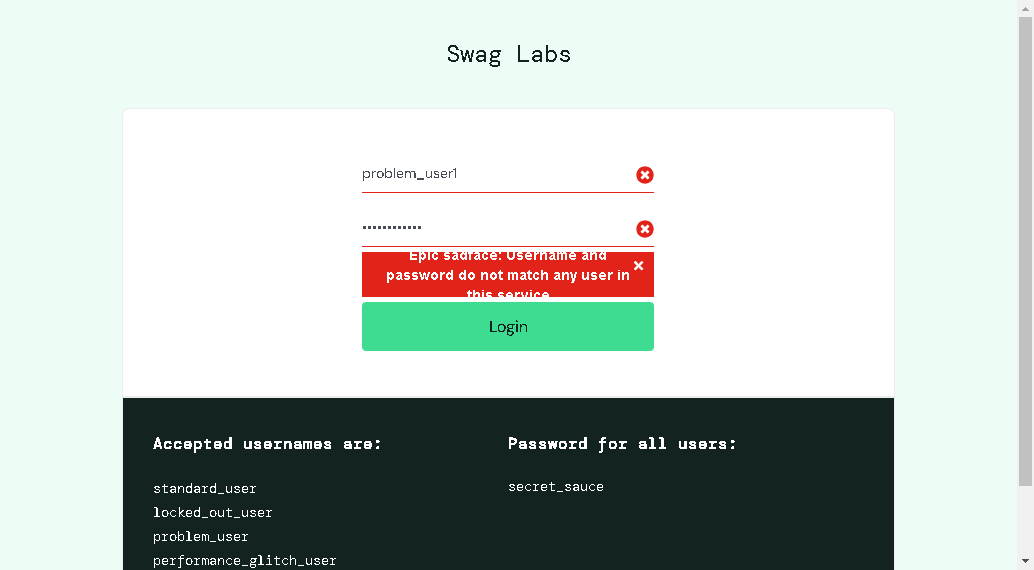 Swag Labs
problem_user1
••••••••••••
Epic sadface: Username and
password do not match any user in
this service
Login
Accepted usernames are:
Password for all users:
standard_user
secret_sauce
locked_out_user
problem_user
performance_glitch_user